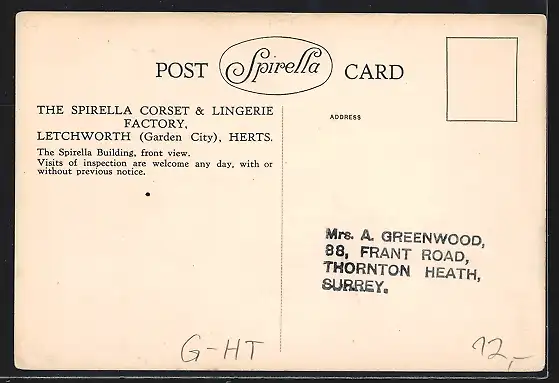 POST Spirella CARD
THE SPIRELLA CORSET & LINGERIE
FACTORY,
LETCHWORTH (Garden City), HERTS.
The Spirella Building, front view.
Visits of inspection are welcome any day, with or
without previous notice.
ADDRESS
Mrs. A. GREENWOOD,
88, FRANT ROAD,
THORNTON HEATH,
SURREY.
G-HT
12,-